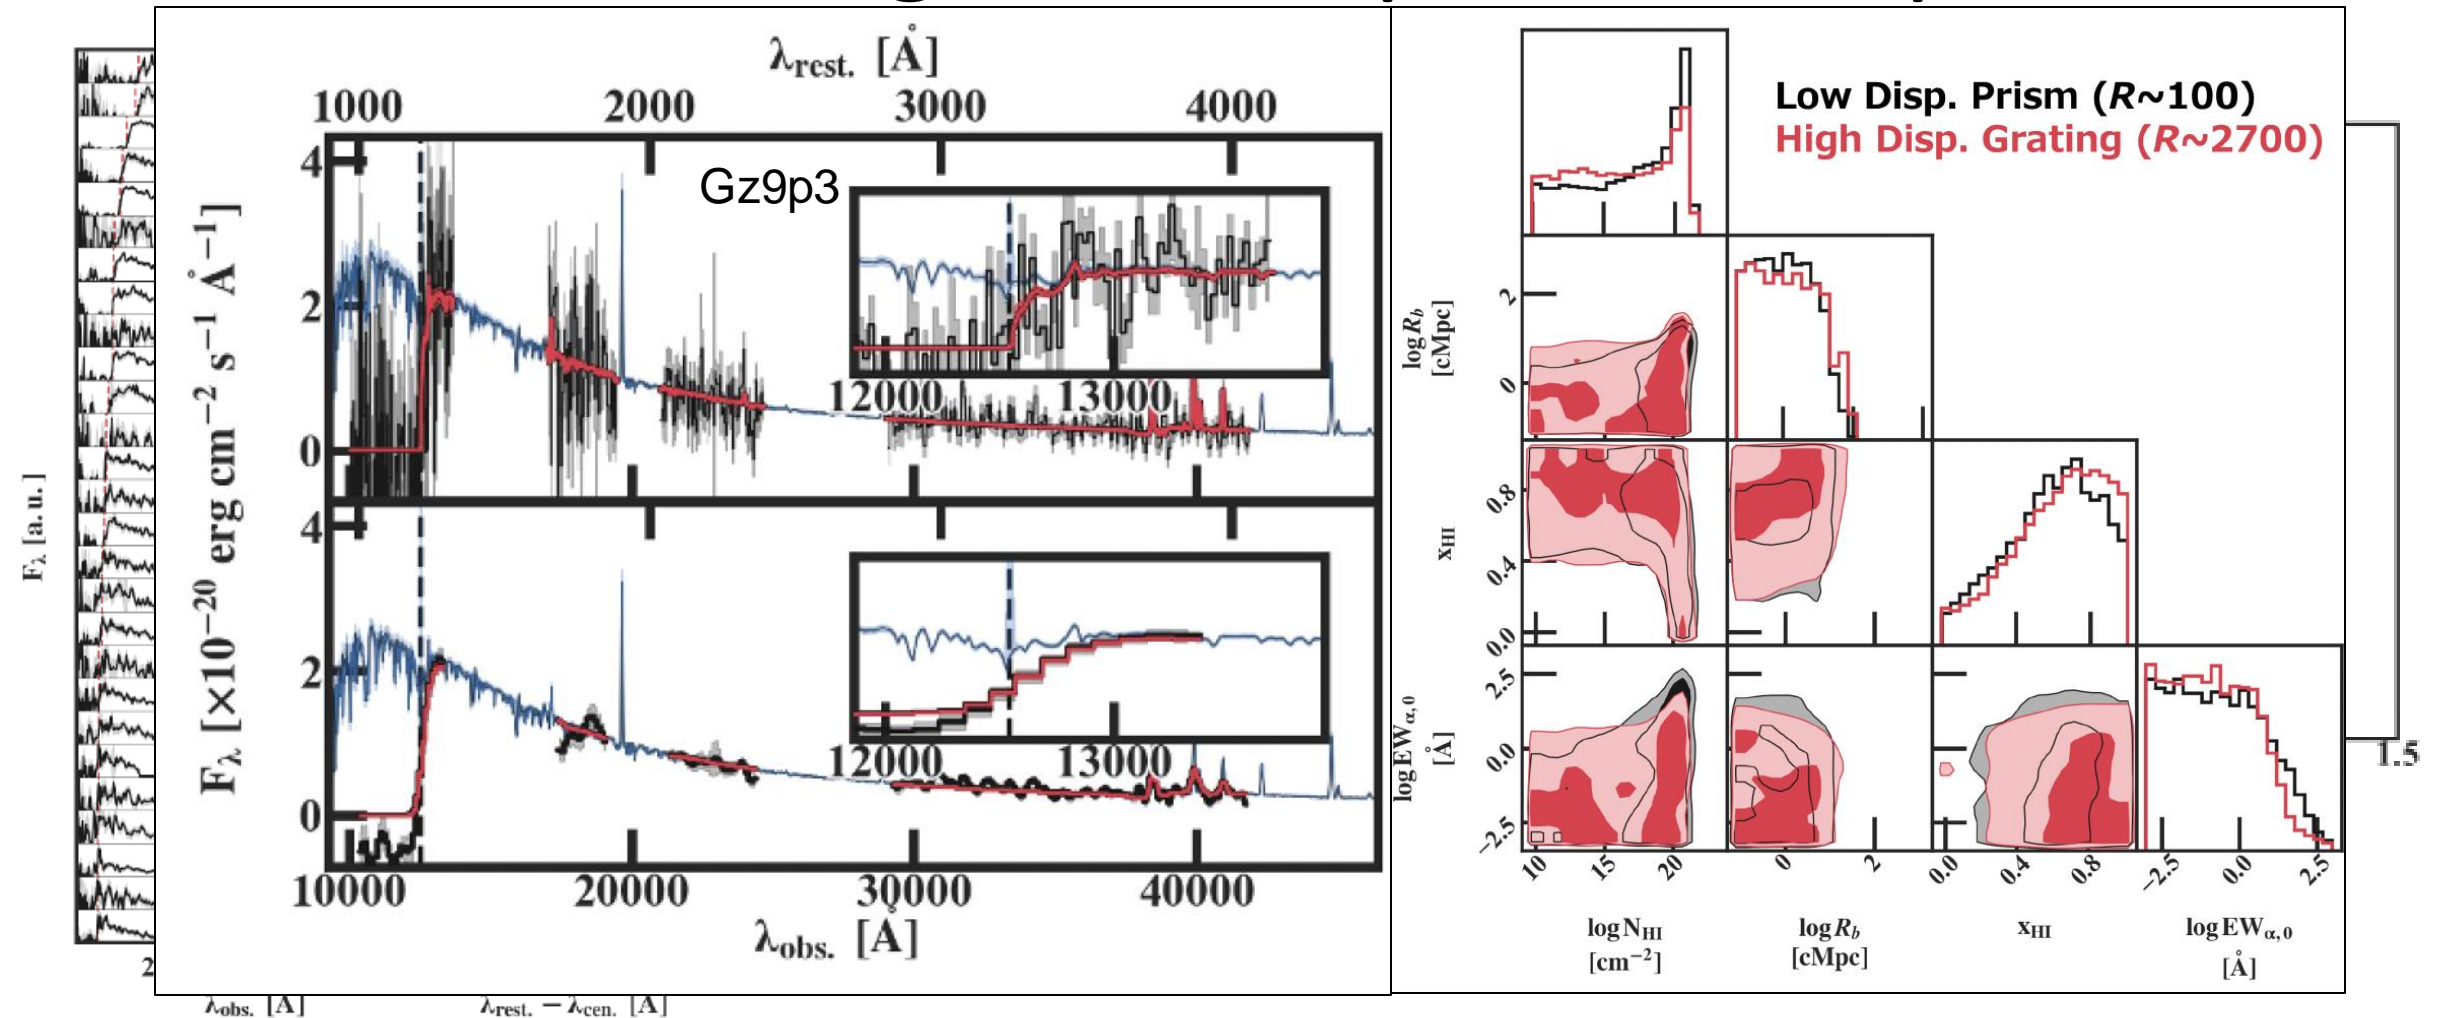 λrest. [Å]
1000 2000 3000 4000
Gz9p3
4
2
0
12000 13000
Fλ [×10−20 erg cm−2 s−1 Å−1]
4
2
0
12000 13000
10000 20000 30000 40000
λobs. [Å]
Fλ [a.u.]
2
λobs. [Å]
λrest. − λcen. [Å]
Low Disp. Prism (R~100)
High Disp. Grating (R~2700)
log Rb
[cMpc]
2
0
xHI
0.8
0.4
0.0
log EWα,0
[Å]
2.5
0.0
−2.5
10 15 20
0 2
0.0 0.4 0.8
−2.5 0.0 2.5
log NHI
[cm−2]
log Rb
[cMpc]
xHI
log EWα,0
[Å]
1.5